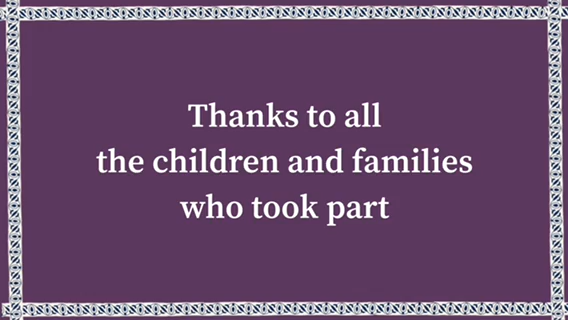 Thanks to all
the children and families
who took part